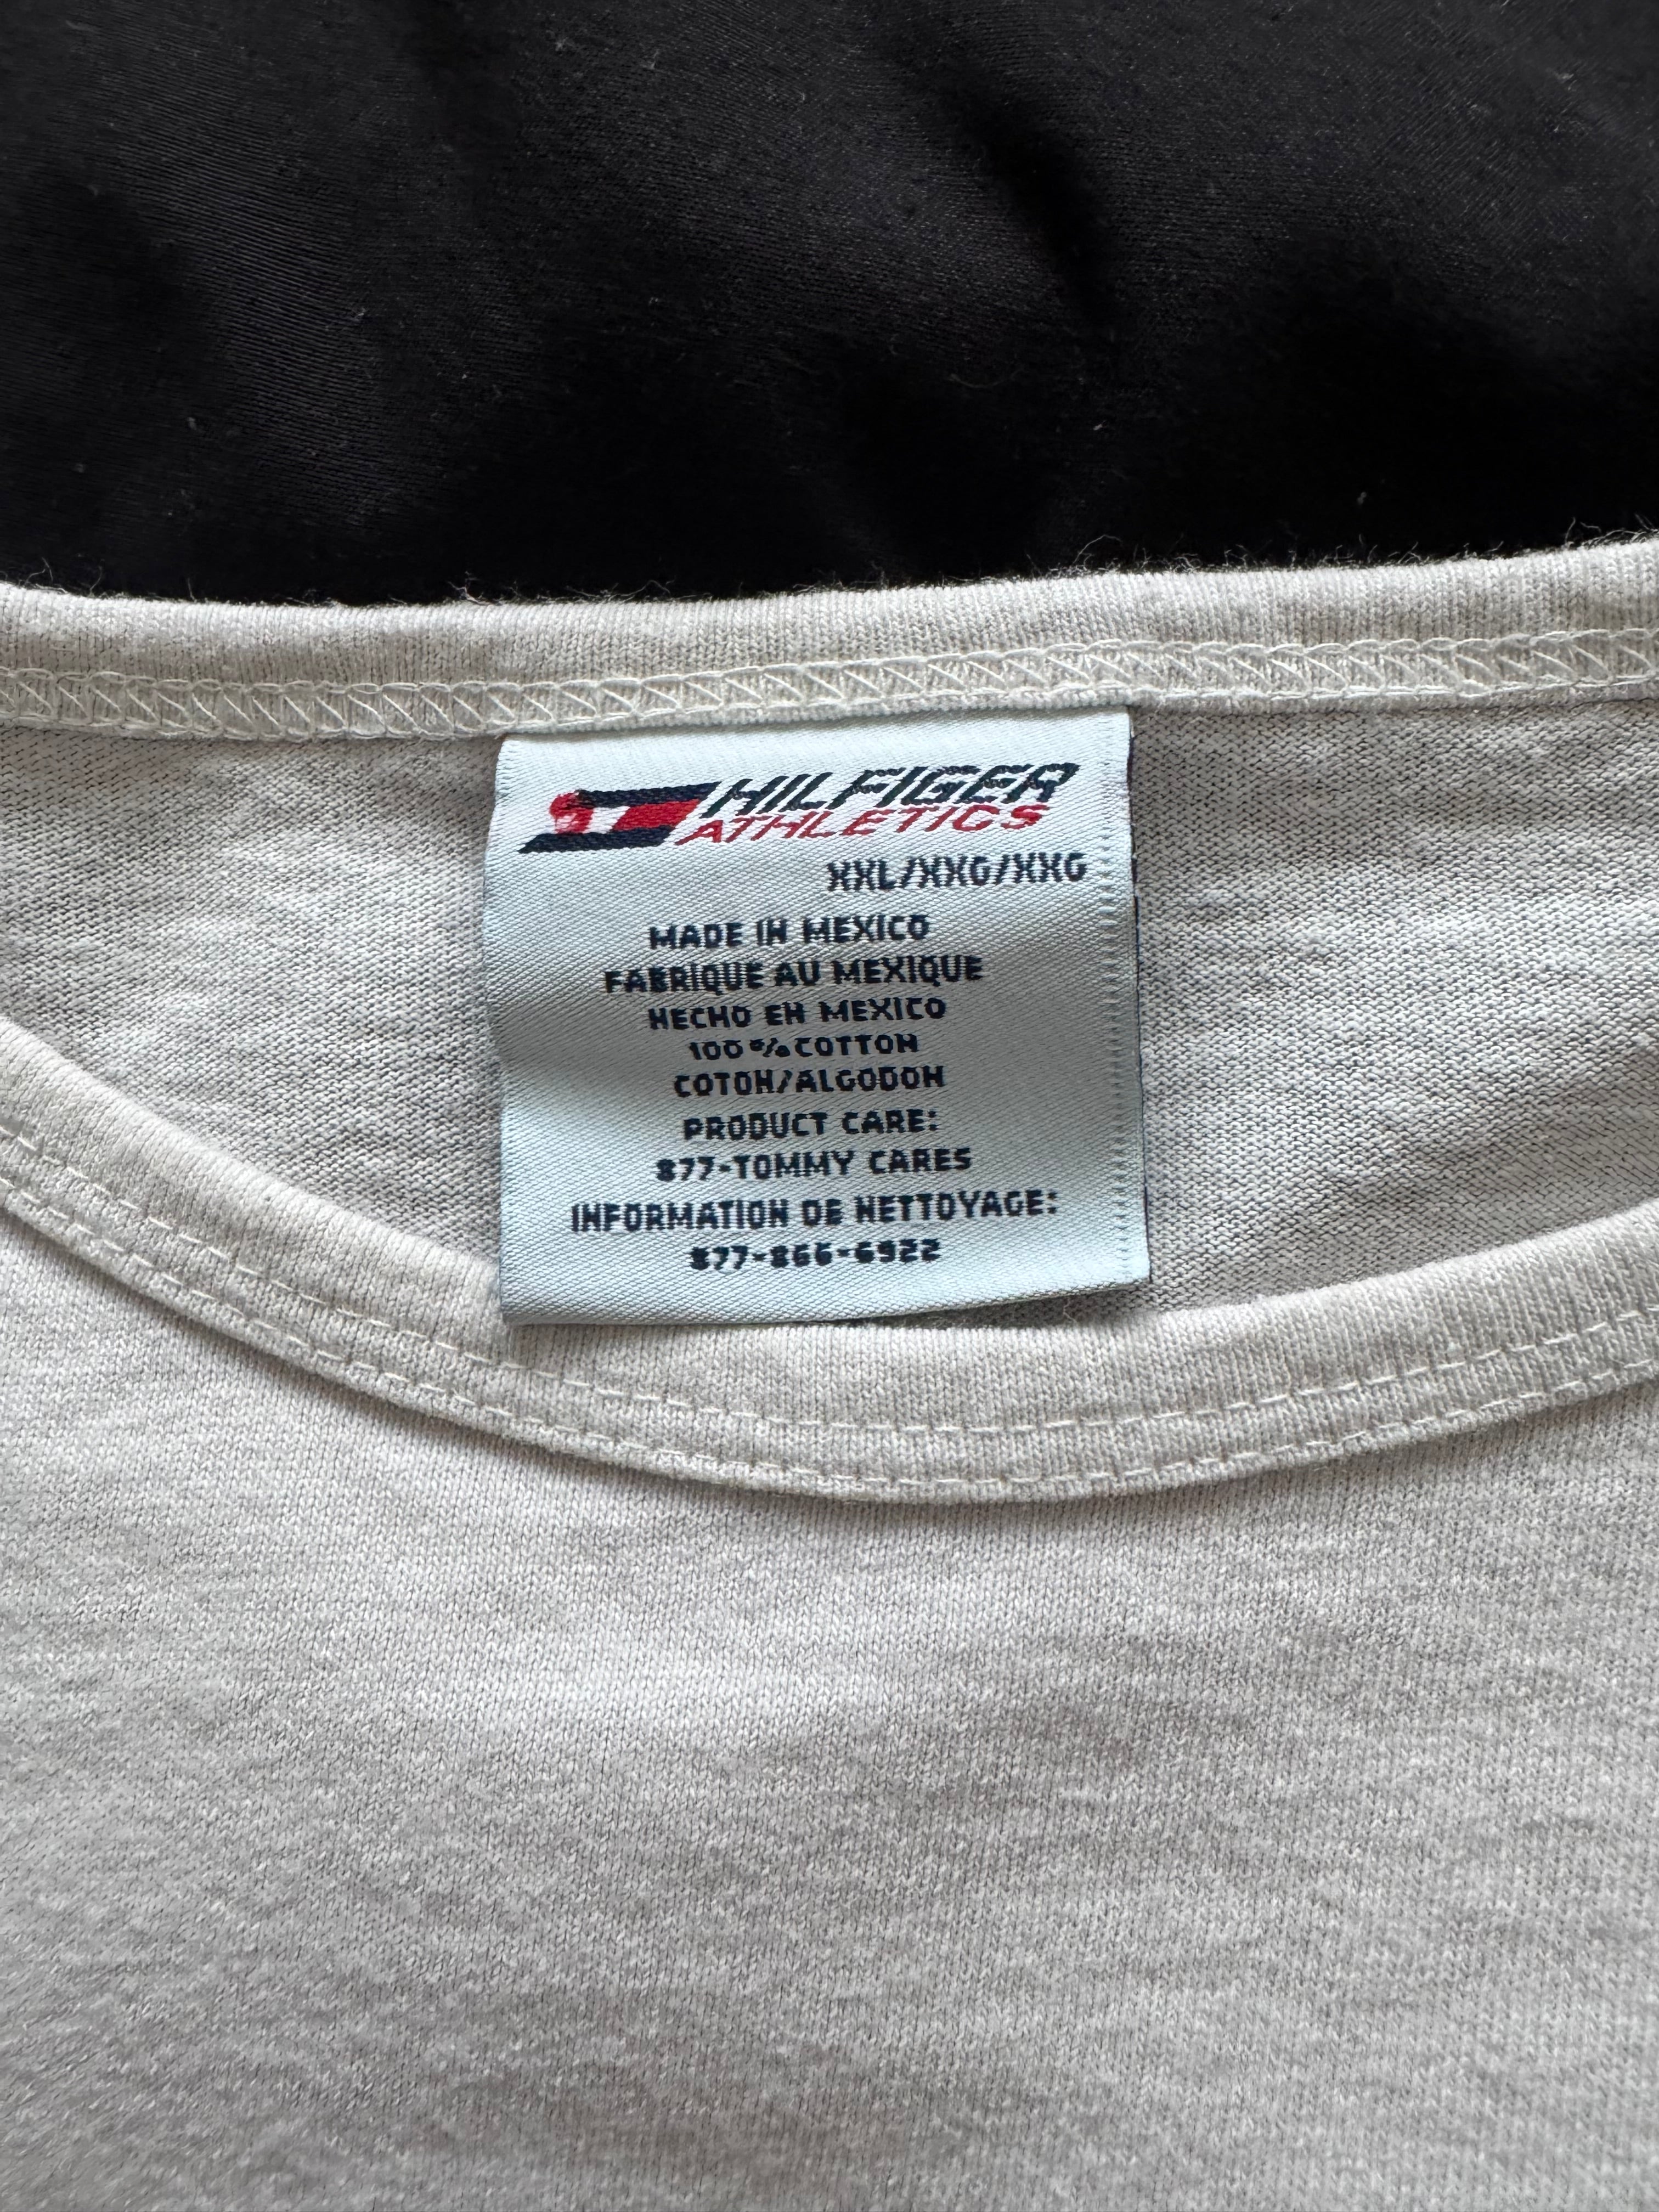 HILFIGER
ATHLETICS
XXL/XXG/XXG
MADE IN MEXICO
FABRIQUE AU MEXIQUE
HECHO EN MEXICO
100%COTTON
COTON/ALGODON
PRODUCT CARE:
877-TOMMY CARES
INFORMATION DE NETTOYAGE:
877-866-6922